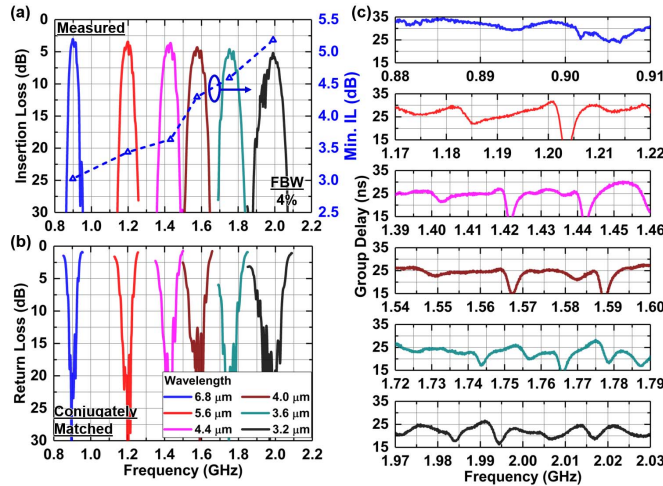 (a)
Measured
0
5
10
15
20
25
30
Insertion Loss (dB)
5.5
5.0
4.5
4.0
3.5
3.0
2.5
Min. IL (dB)
FBW
4%
(b)
0
5
10
15
20
25
30
Return Loss (dB)
Conjugately
Matched
Wavelength
6.8 µm
5.6 µm
4.4 µm
4.0 µm
3.6 µm
3.2 µm
0.8 1.0 1.2 1.4 1.6 1.8 2.0 2.2
Frequency (GHz)
(c)
Group Delay (ns)
35
25
15
0.88 0.89 0.90 0.91
35
25
15
1.17 1.18 1.19 1.20 1.21 1.22
35
25
15
1.39 1.40 1.41 1.42 1.43 1.44 1.45 1.46
35
25
15
1.54 1.55 1.56 1.57 1.58 1.59 1.60
35
25
15
1.72 1.73 1.74 1.75 1.76 1.77 1.78 1.79
35
25
15
1.97 1.98 1.99 2.00 2.01 2.02 2.03
Frequency (GHz)